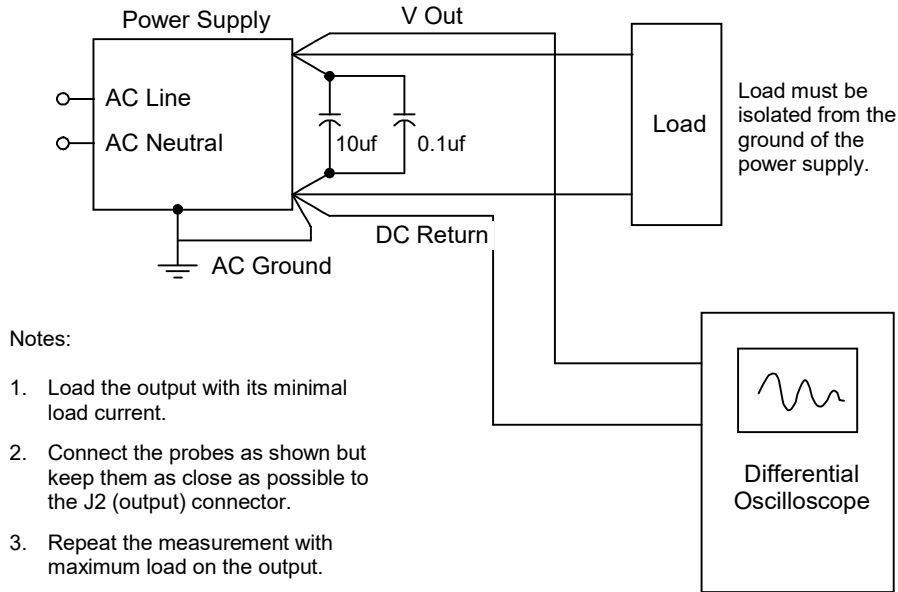 Power Supply
V Out
AC Line
AC Neutral
10uf
0.1uf
Load
Load must be
isolated from the
ground of the
power supply.
DC Return
AC Ground
Notes:
1. Load the output with its minimal
load current.
2. Connect the probes as shown but
keep them as close as possible to
the J2 (output) connector.
3. Repeat the measurement with
maximum load on the output.
Differential
Oscilloscope